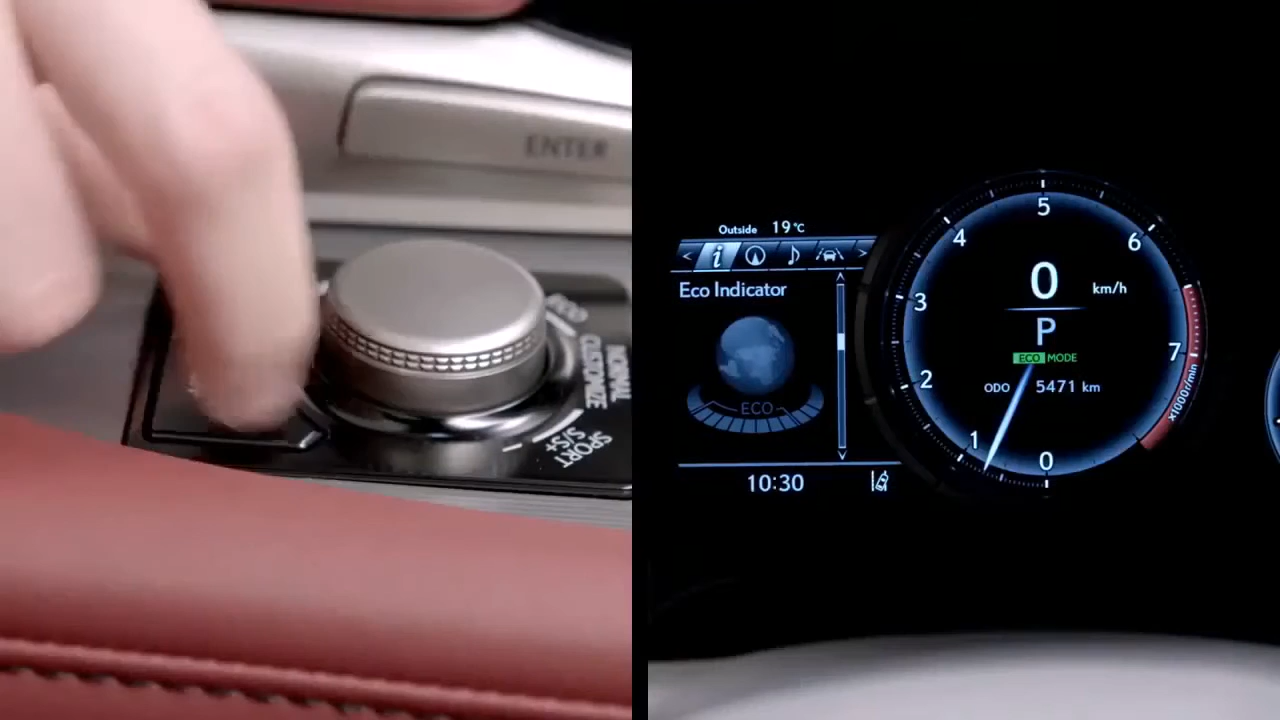 ENTER
ECO
NORMAL
CUSTOMIZE
SPORT
S/S+
Outside 19°C
< i >
Eco Indicator
ECO
10:30
0
1
2
3
4
5
6
7
x1000r/min
0 km/h
P
ECO MODE
ODO 5471 km